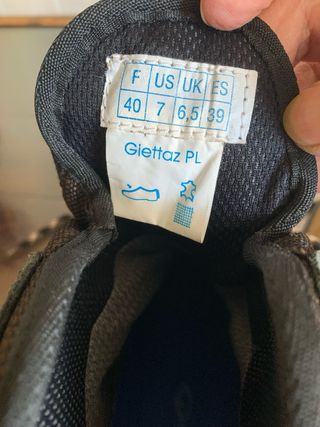 F US UK ES
40 7 6,5 39
Giettaz PL